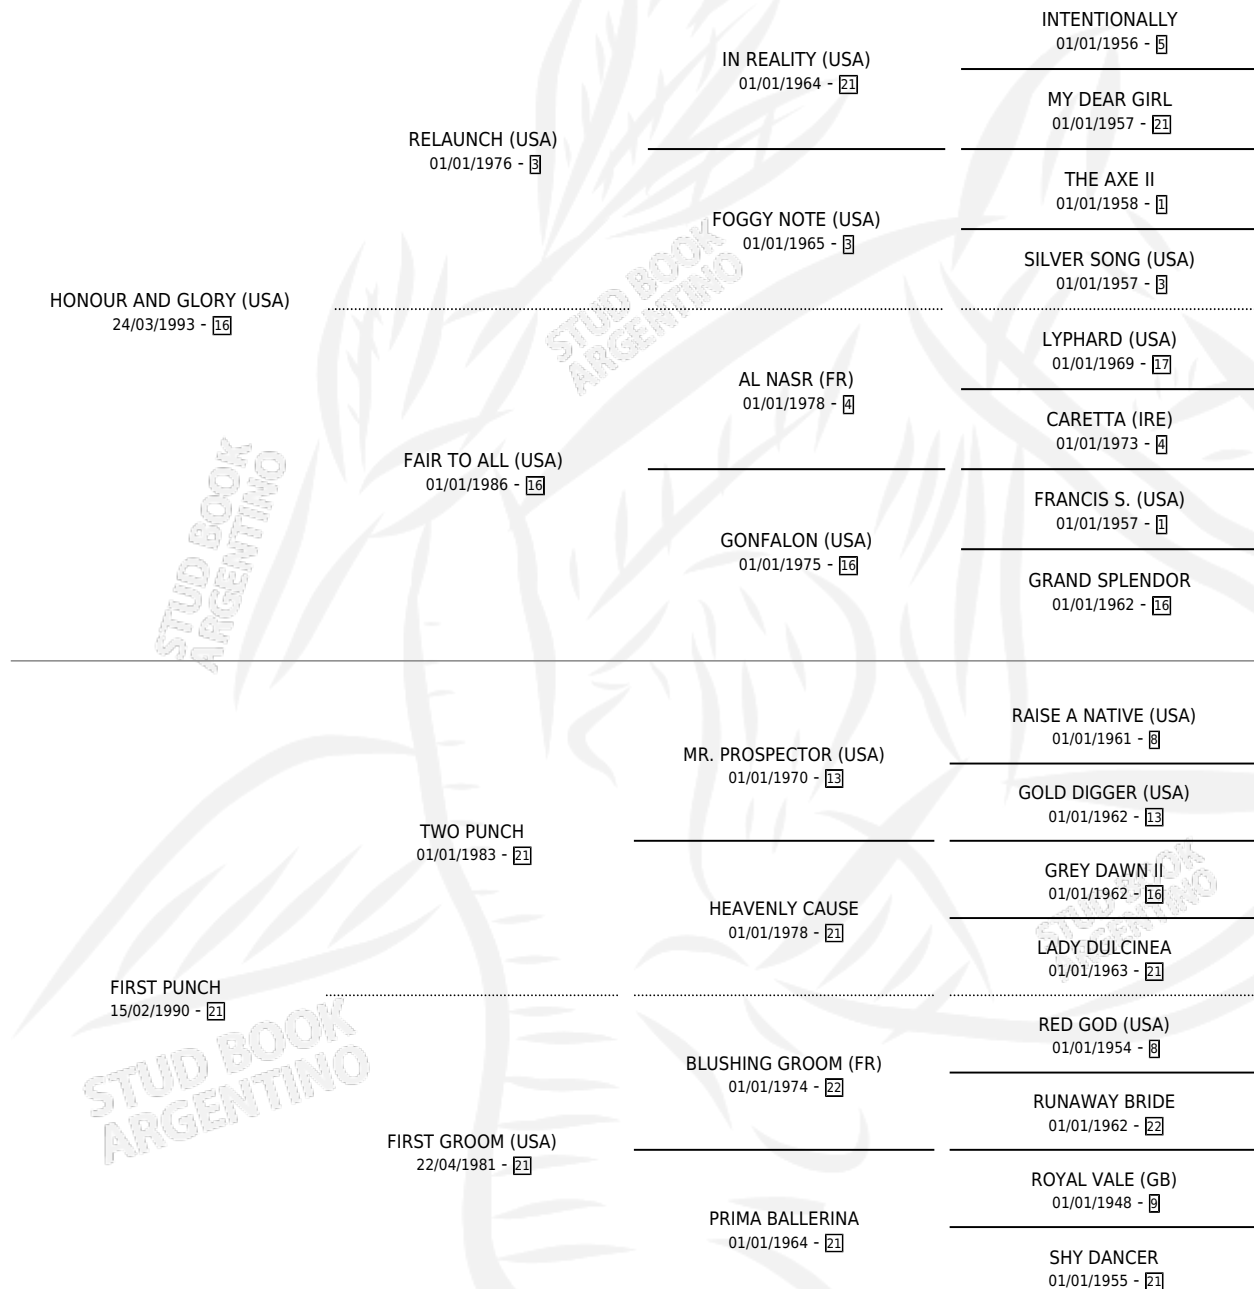 INTENTIONALLY
01/01/1956 - 5
IN REALITY (USA)
01/01/1964 - 21
MY DEAR GIRL
01/01/1957 - 21
RELAUNCH (USA)
01/01/1976 - 3
THE AXE II
01/01/1958 - 1
FOGGY NOTE (USA)
01/01/1965 - 3
SILVER SONG (USA)
01/01/1957 - 3
HONOUR AND GLORY (USA)
24/03/1993 - 16
LYPHARD (USA)
01/01/1969 - 17
AL NASR (FR)
01/01/1978 - 4
CARETTA (IRE)
01/01/1973 - 4
FAIR TO ALL (USA)
01/01/1986 - 16
FRANCIS S. (USA)
01/01/1957 - 1
GONFALON (USA)
01/01/1975 - 16
GRAND SPLENDOR
01/01/1962 - 16
RAISE A NATIVE (USA)
01/01/1961 - 8
MR. PROSPECTOR (USA)
01/01/1970 - 13
GOLD DIGGER (USA)
01/01/1962 - 13
TWO PUNCH
01/01/1983 - 21
GREY DAWN II
01/01/1962 - 16
HEAVENLY CAUSE
01/01/1978 - 21
LADY DULCINEA
01/01/1963 - 21
FIRST PUNCH
15/02/1990 - 21
RED GOD (USA)
01/01/1954 - 8
BLUSHING GROOM (FR)
01/01/1974 - 22
RUNAWAY BRIDE
01/01/1962 - 22
FIRST GROOM (USA)
22/04/1981 - 21
ROYAL VALE (GB)
01/01/1948 - 9
PRIMA BALLERINA
01/01/1964 - 21
SHY DANCER
01/01/1955 - 21
STUD BOOK
ARGENTINO
STUD BOOK
ARGENTINO
STUD BOOK
ARGENTINO
STUD BOOK
ARGENTINO